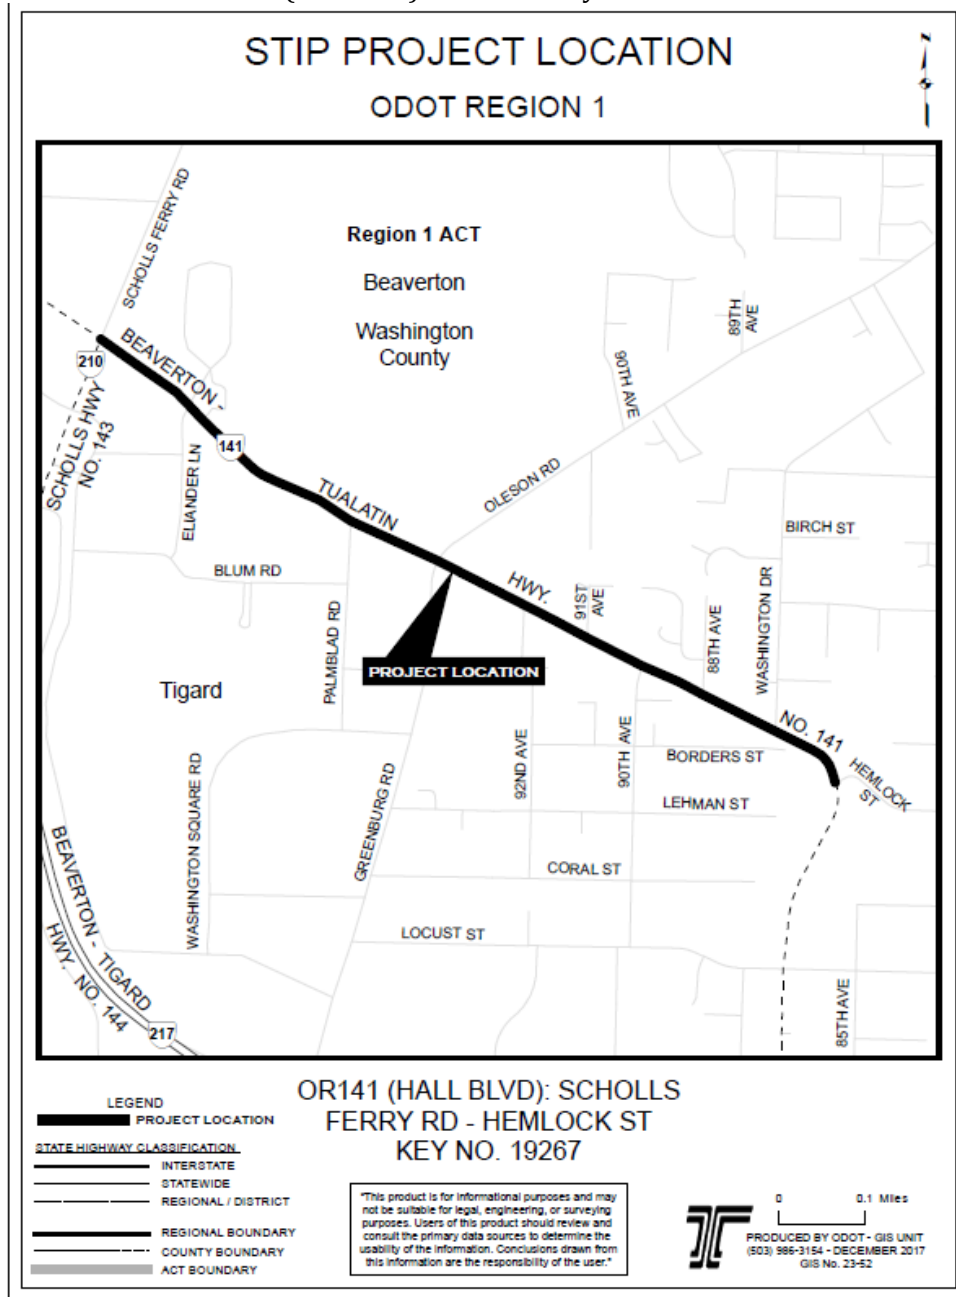 STIP PROJECT LOCATION
ODOT REGION 1
N
SCHOLLS FERRY RD
Region 1 ACT
Beaverton
Washington
County
89TH
AVE
90TH AVE
210
BEAVERTON -
SCHOLLS HWY
NO. 143
141
ELIANDER LN
TUALATIN
OLESON RD
BIRCH ST
BLUM RD
HWY.
91ST
AVE
88TH AVE
WASHINGTON DR
PALMBLAD RD
PROJECT LOCATION
Tigard
NO. 141
92ND AVE
90TH AVE
BORDERS ST
HEMLOCK
ST
LEHMAN ST
WASHINGTON SQUARE RD
GREENBURG RD
CORAL ST
LOCUST ST
BEAVERTON - TIGARD
HWY. NO. 144
217
85TH AVE
OR141 (HALL BLVD): SCHOLLS
FERRY RD - HEMLOCK ST
KEY NO. 19267
LEGEND
PROJECT LOCATION
STATE HIGHWAY CLASSIFICATION
INTERSTATE
STATEWIDE
REGIONAL / DISTRICT
REGIONAL BOUNDARY
COUNTY BOUNDARY
ACT BOUNDARY
"This product is for informational purposes and may
not be suitable for legal, engineering, or surveying
purposes. Users of this product should review and
consult the primary data sources to determine the
usability of the information. Conclusions drawn from
this information are the responsibility of the user."
0 0.1 Miles
PRODUCED BY ODOT - GIS UNIT
(503) 986-3154 - DECEMBER 2017
GIS No. 23-52